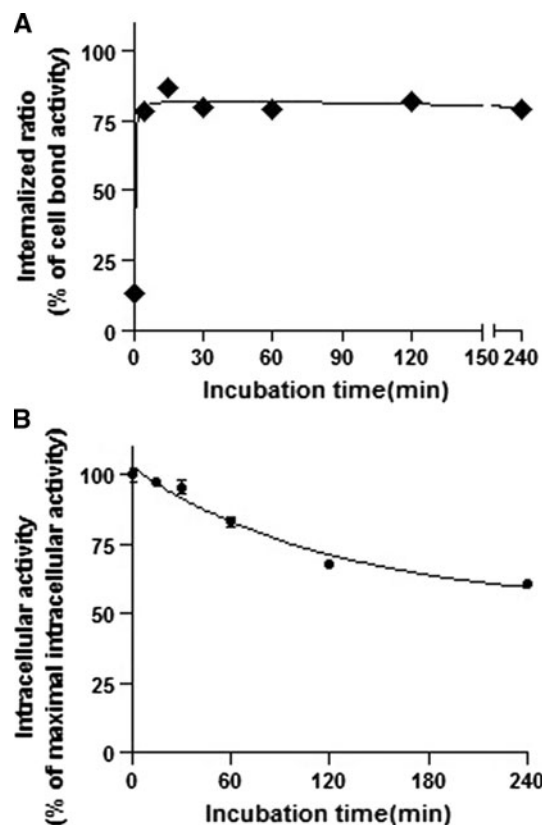 A
Internalized ratio
(% of cell bond activity)
100
75
50
25
0
0 30 60 90 120 150 240
Incubation time(min)
B
Intracellular activity
(% of maximal intracellular activity)
100
75
50
25
0
0 60 120 180 240
Incubation time(min)